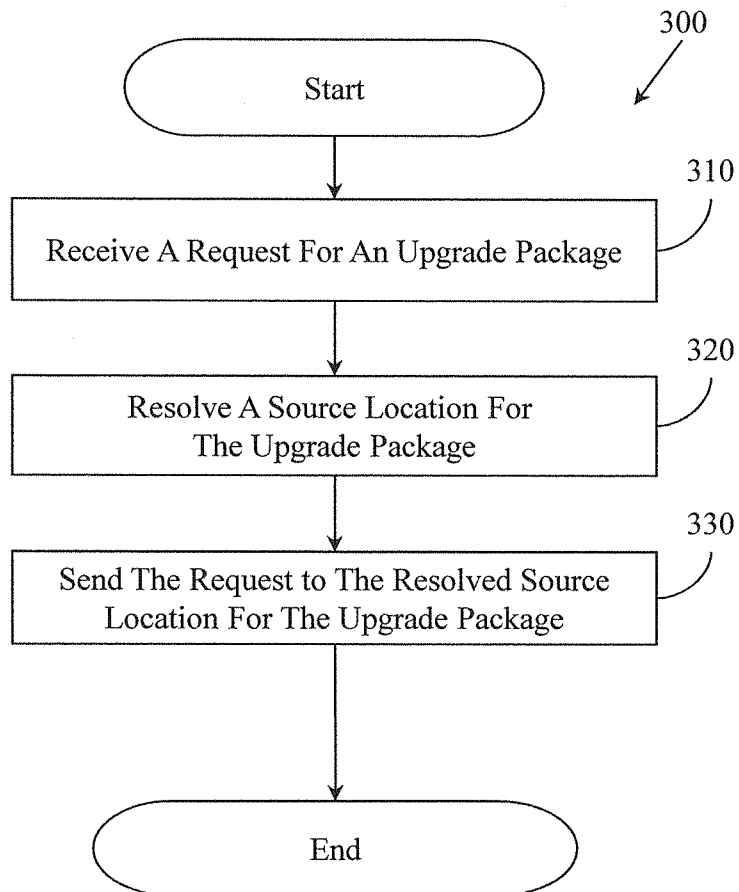 300
Start
310
Receive A Request For An Upgrade Package
320
Resolve A Source Location For
The Upgrade Package
330
Send The Request to The Resolved Source
Location For The Upgrade Package
End